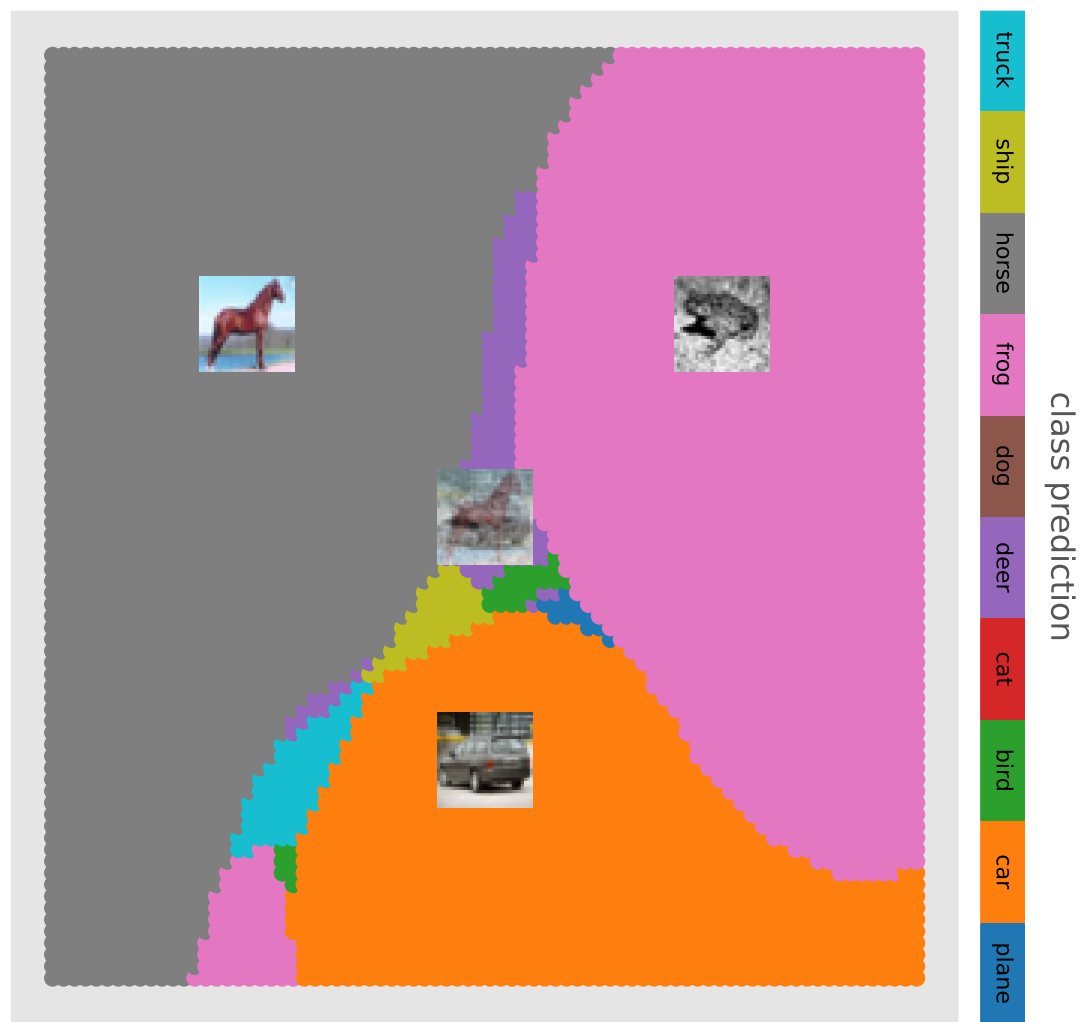 truck
ship
horse
frog
dog
deer
cat
bird
car
plane
class prediction